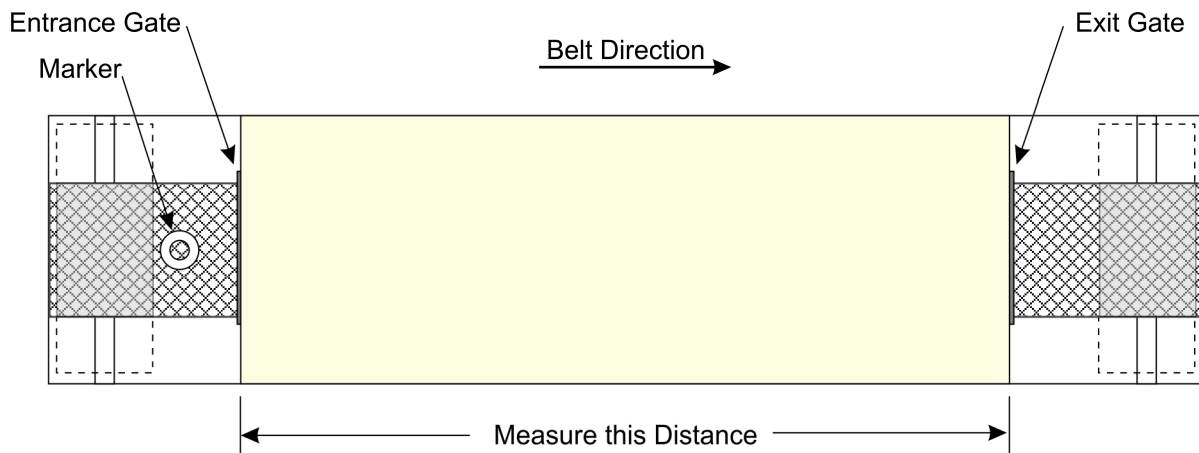 Entrance Gate
Exit Gate
Belt Direction
Marker
Measure this Distance